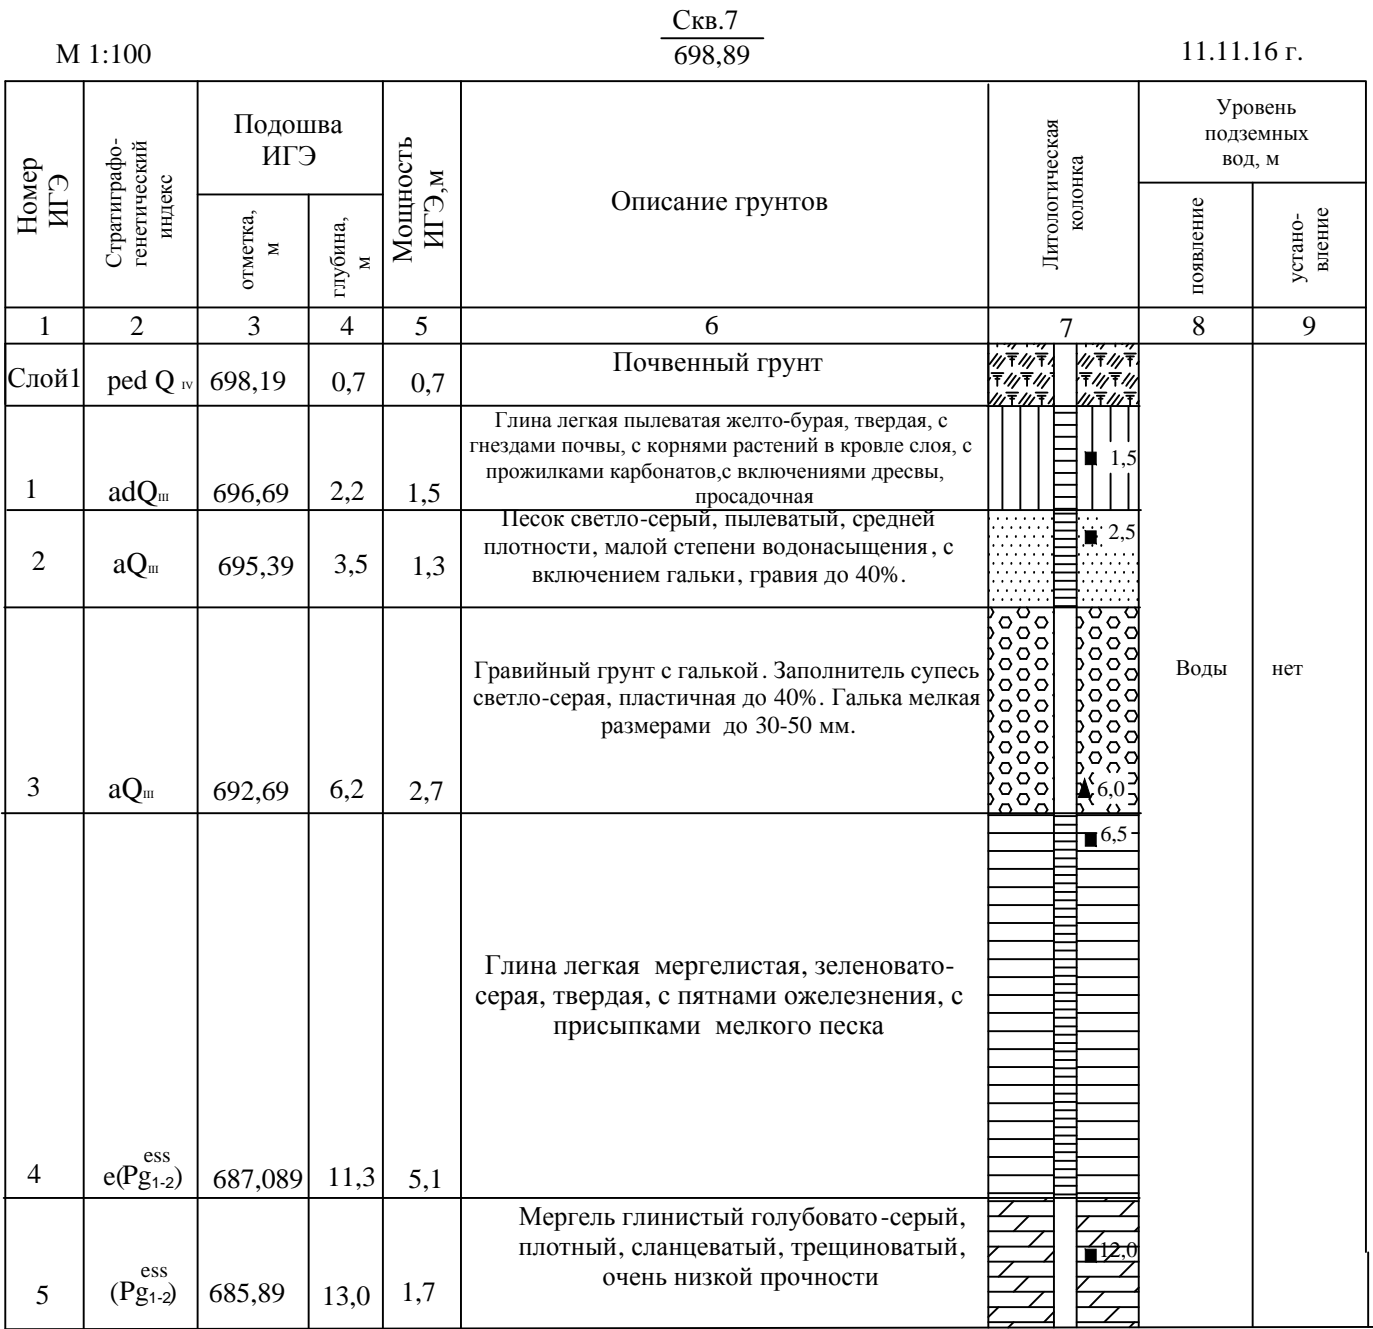 Скв.7
М 1:100
698,89
11.11.16 г.
Номер ИГЭ
Стратиграфо-
генетический
индекс
Подошва
ИГЭ
отметка,
м
глубина,
м
Мощность
ИГЭ,м
Описание грунтов
Литологическая
колонка
Уровень
подземных
вод, м
появление
устано-
вление
1 2 3 4 5 6 7 8 9
Слой1 ped Q IV 698,19 0,7 0,7
Почвенный грунт
Глина легкая пылеватая желто-бурая, твердая, с
гнездами почвы, с корнями растений в кровле слоя, с
прожилками карбонатов,с включениями дресвы,
просадочная
1 adQIII 696,69 2,2 1,5
1,5
Песок светло-серый, пылеватый, средней
плотности, малой степени водонасыщения, с
включением гальки, гравия до 40%.
2 aQIII 695,39 3,5 1,3
2,5
Гравийный грунт с галькой. Заполнитель супесь
светло-серая, пластичная до 40%. Галька мелкая
размерами до 30-50 мм.
Воды нет
3 aQIII 692,69 6,2 2,7
6,0
6,5
Глина легкая мергелистая, зеленовато-
серая, твердая, с пятнами ожелезнения, с
присыпками мелкого песка
4 e(Pg1-2)ess 687,089 11,3 5,1
Мергель глинистый голубовато-серый,
плотный, сланцеватый, трещиноватый,
очень низкой прочности
12,0
5 (Pg1-2)ess 685,89 13,0 1,7